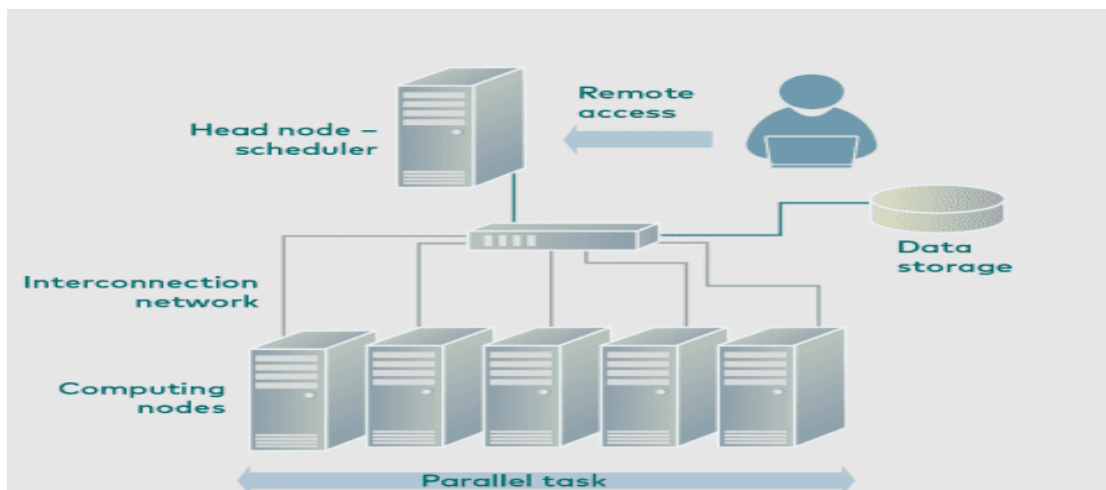 Remote
access
Head node –
scheduler
Data
storage
Interconnection
network
Computing
nodes
Parallel task